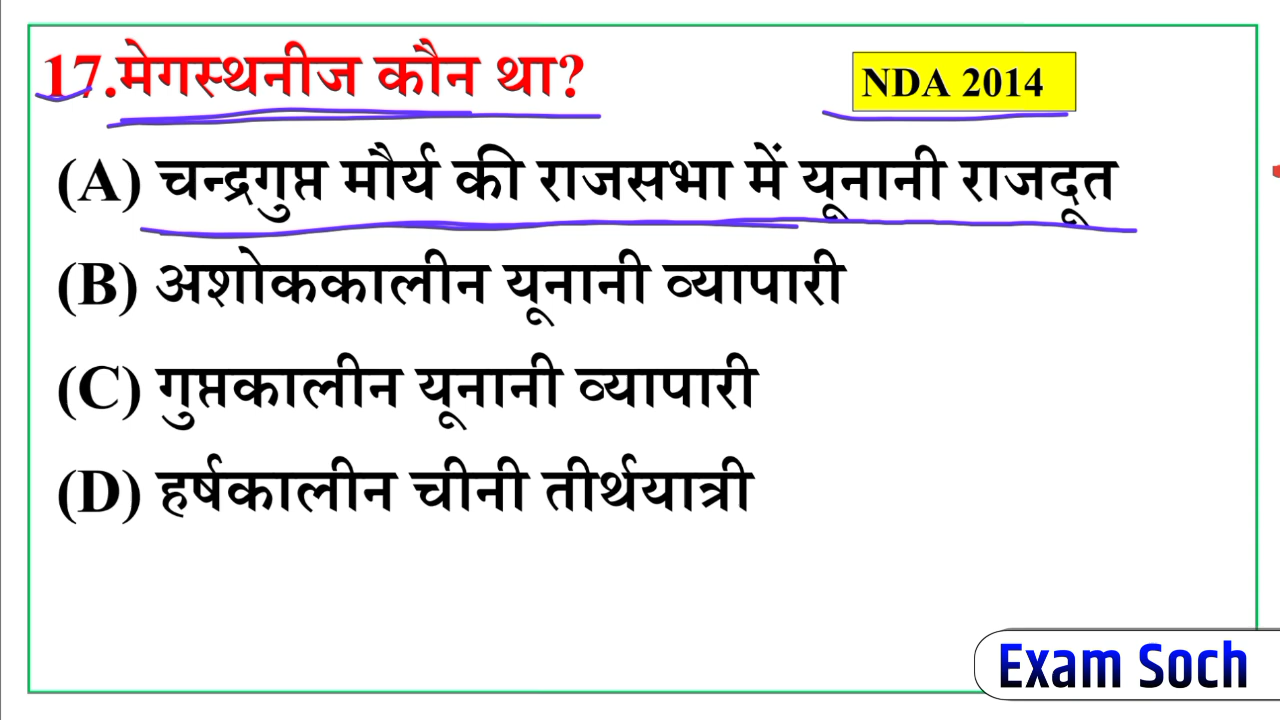 17.मेगस्थनीज कौन था?
NDA 2014
(A) चन्द्रगुप्त मौर्य की राजसभा में यूनानी राजदूत
(B) अशोककालीन यूनानी व्यापारी
(C) गुप्तकालीन यूनानी व्यापारी
(D) हर्षकालीन चीनी तीर्थयात्री
Exam Soch